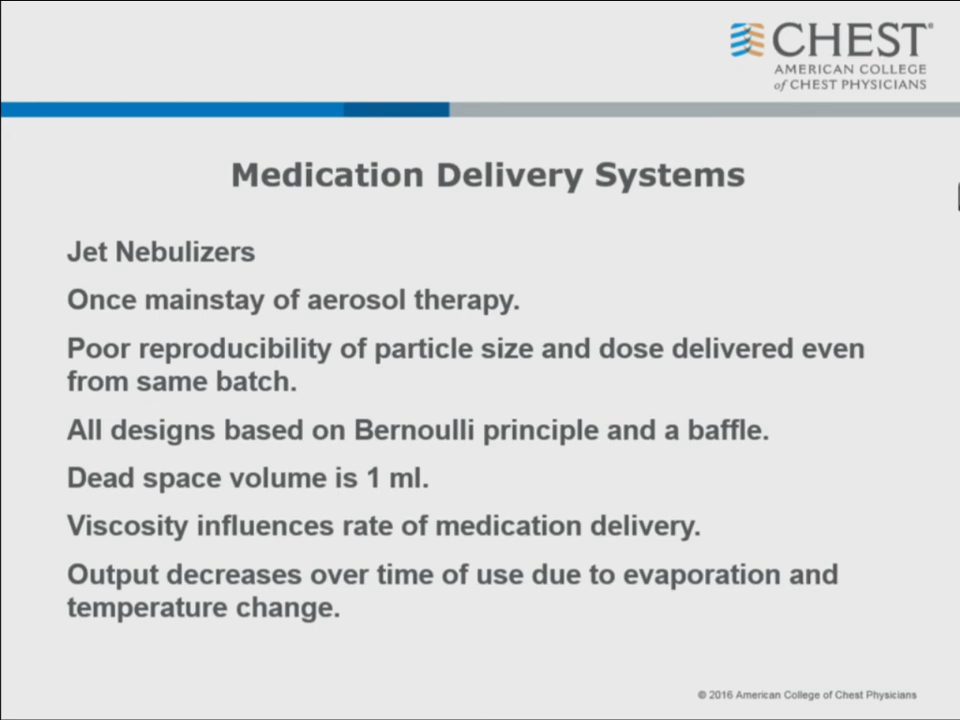 CHEST®
AMERICAN COLLEGE
of CHEST PHYSICIANS
Medication Delivery Systems
Jet Nebulizers
Once mainstay of aerosol therapy.
Poor reproducibility of particle size and dose delivered even
from same batch.
All designs based on Bernoulli principle and a baffle.
Dead space volume is 1 ml.
Viscosity influences rate of medication delivery.
Output decreases over time of use due to evaporation and
temperature change.
© 2016 American College of Chest Physicians